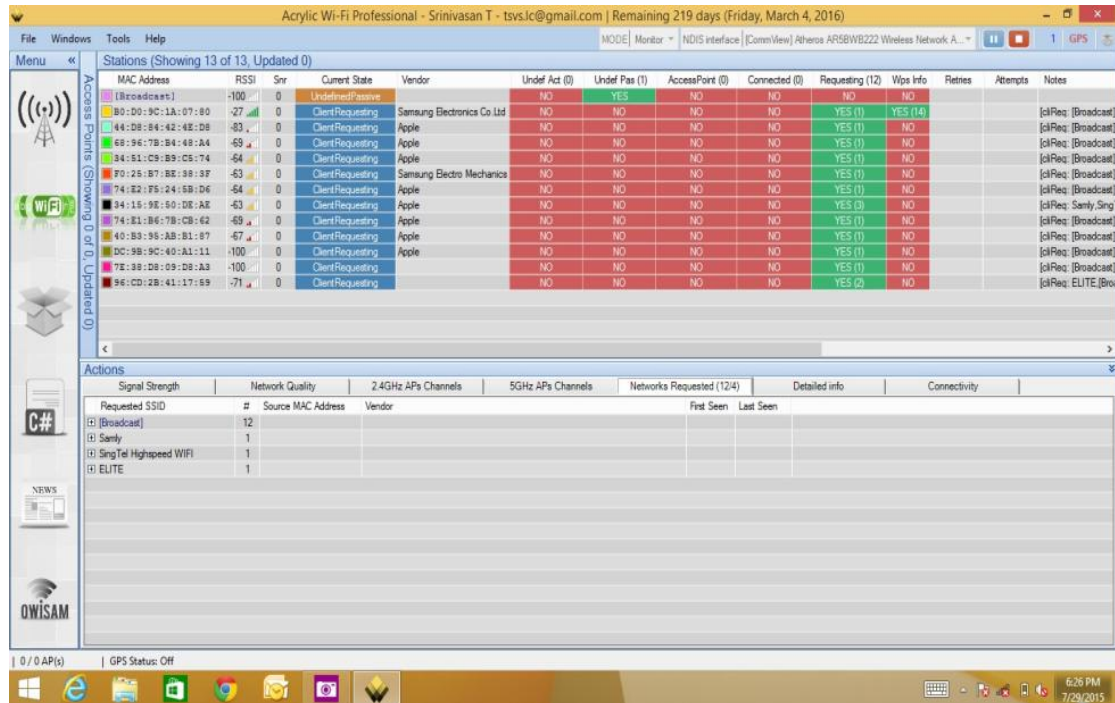 Acrylic Wi-Fi Professional - Srinivasan T - tsvs.lc@gmail.com | Remaining 219 days (Friday, March 4, 2016)
File Windows Tools Help MODE Monitor NDIS interface [CommView] Atheros AR5BWB222 Wireless Network A... 1 GPS
Menu « Stations (Showing 13 of 13, Updated 0)
Access Points (Showing 0 of 0, Updated 0)
MAC Address RSSI Snr Current State Vendor Undef Act (0) Undef Pas (1) AccessPoint (0) Connected (0) Requesting (12) Wps Info Retries Attempts Notes
[Broadcast] -100 0 UndefinedPassive NO YES NO NO NO NO
B0:D0:9C:1A:07:80 -27 0 ClientRequesting Samsung Electronics Co.Ltd NO NO NO NO YES (1) YES (14) [cliReq: [Broadcast]
44:D8:84:42:4E:D8 -83 0 ClientRequesting Apple NO NO NO NO YES (1) NO [cliReq: [Broadcast]
68:96:7B:B4:48:A4 -69 0 ClientRequesting Apple NO NO NO NO YES (1) NO [cliReq: [Broadcast]
34:51:C9:B9:C5:74 -64 0 ClientRequesting Apple NO NO NO NO YES (1) NO [cliReq: [Broadcast]
F0:25:B7:BE:38:3F -63 0 ClientRequesting Samsung Electro Mechanics NO NO NO NO YES (1) NO [cliReq: [Broadcast]
74:E2:F5:24:5B:D6 -64 0 ClientRequesting Apple NO NO NO NO YES (1) NO [cliReq: [Broadcast]
34:15:9E:50:DE:AE -63 0 ClientRequesting Apple NO NO NO NO YES (3) NO [cliReq: Samly,Sing
74:E1:B6:7B:CB:62 -69 0 ClientRequesting Apple NO NO NO NO YES (1) NO [cliReq: [Broadcast]
40:B3:95:AB:B1:87 -67 0 ClientRequesting Apple NO NO NO NO YES (1) NO [cliReq: [Broadcast]
DC:9B:9C:40:A1:11 -100 0 ClientRequesting Apple NO NO NO NO YES (1) NO [cliReq: [Broadcast]
7E:38:D8:09:D8:A3 -100 0 ClientRequesting NO NO NO NO YES (1) NO [cliReq: [Broadcast]
96:CD:2B:41:17:59 -71 0 ClientRequesting NO NO NO NO YES (2) NO [cliReq: ELITE,[Bro
WiFi
C#
NEWS
OWISAM
Actions
Signal Strength Network Quality 2.4GHz APs Channels 5GHz APs Channels Networks Requested (12/4) Detailed info Connectivity
Requested SSID # Source MAC Address Vendor First Seen Last Seen
[Broadcast] 12
Samly 1
SingTel Highspeed WIFI 1
ELITE 1
| 0 / 0 AP(s) | GPS Status: Off
6:26 PM
7/29/2015